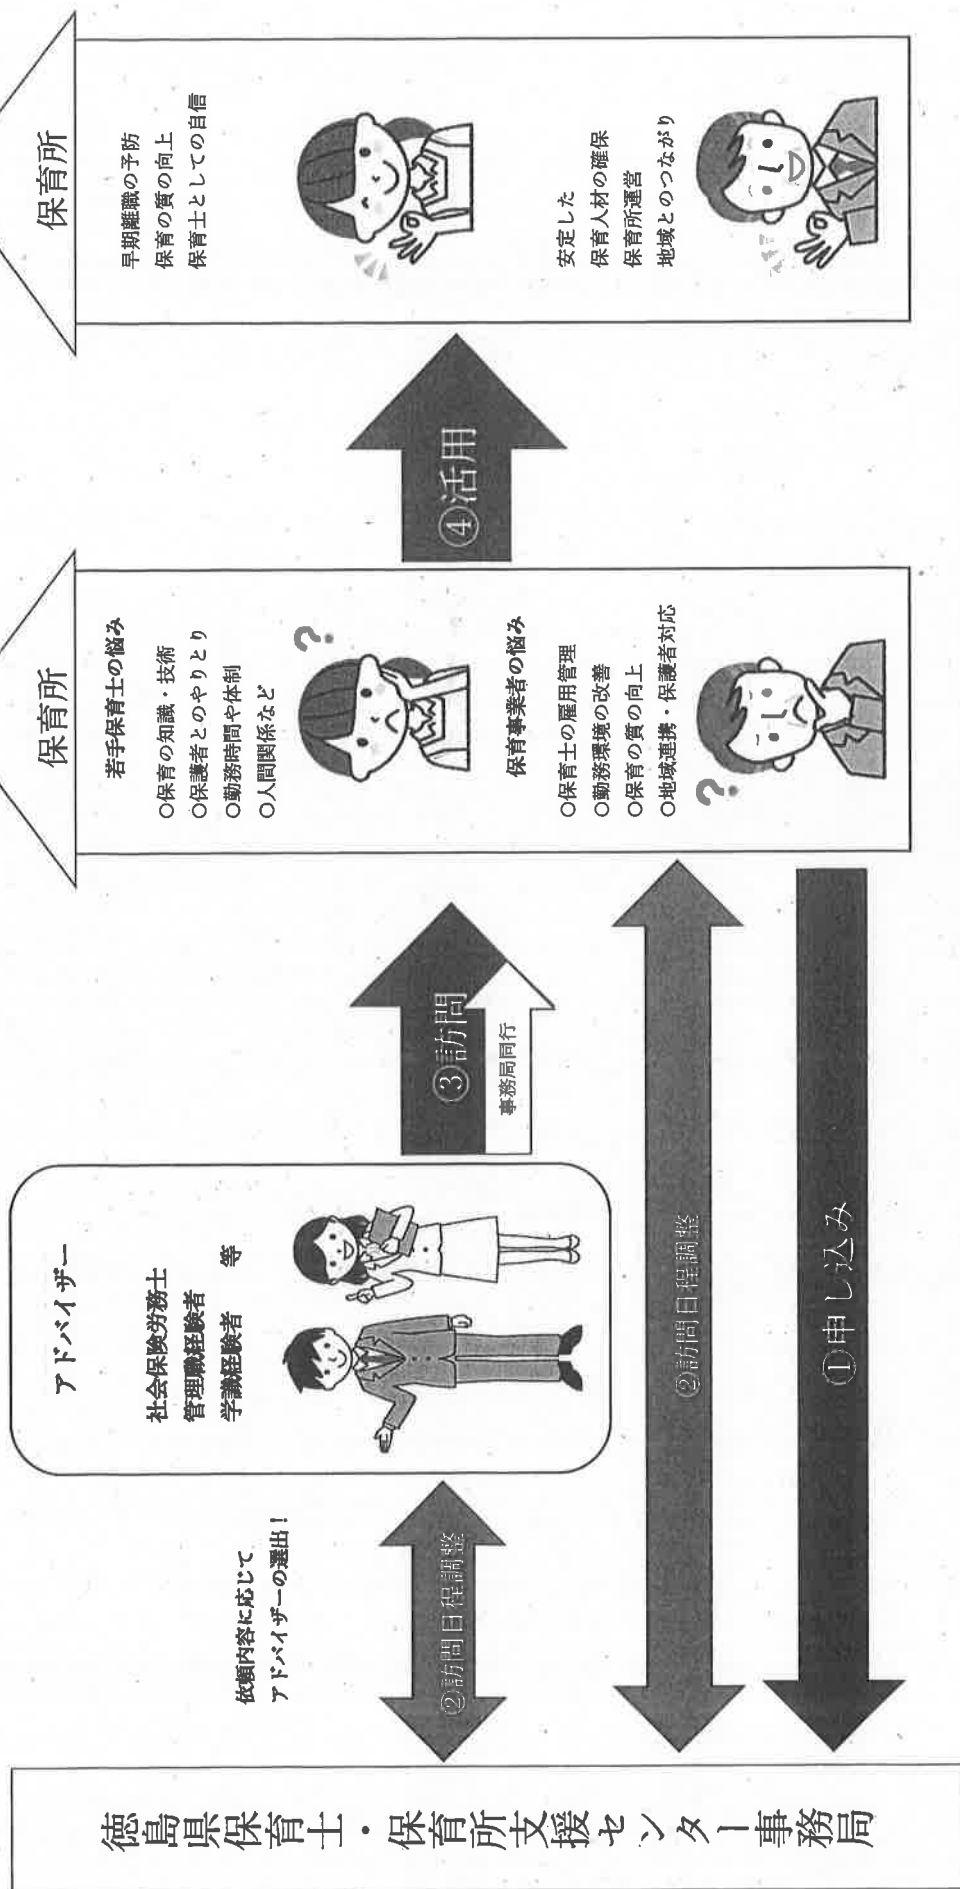 徳島県保育士・保育所支援センター事務局
依頼内容に応じて
アドバイザーの選出！
②訪問日程調整
アドバイザー
社会保険労務士
管理職経験者
学識経験者　等
③訪問
事務局同行
②訪問日程調整
①申し込み
保育所
若手保育士の悩み
○保育の知識・技術
○保護者とのやりとり
○勤務時間や体制
○人間関係など
保育事業者の悩み
○保育士の雇用管理
○勤務環境の改善
○保育の質の向上
○地域連携・保護者対応
④活用
保育所
早期離職の予防
保育の質の向上
保育士としての自信
安定した
保育人材の確保
保育所運営
地域とのつながり